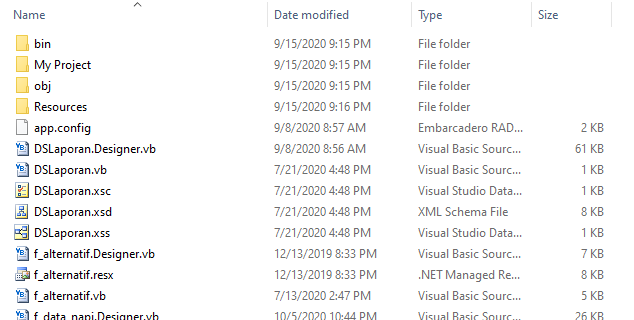 Name Date modified Type Size
bin 9/15/2020 9:15 PM File folder
My Project 9/15/2020 9:15 PM File folder
obj 9/15/2020 9:15 PM File folder
Resources 9/15/2020 9:16 PM File folder
app.config 9/8/2020 8:57 AM Embarcadero RAD... 2 KB
DSLaporan.Designer.vb 9/8/2020 8:56 AM Visual Basic Sourc... 61 KB
DSLaporan.vb 7/21/2020 4:48 PM Visual Basic Sourc... 1 KB
DSLaporan.xsc 7/21/2020 4:48 PM Visual Studio Data... 1 KB
DSLaporan.xsd 7/21/2020 4:48 PM XML Schema File 8 KB
DSLaporan.xss 7/21/2020 4:48 PM Visual Studio Data... 1 KB
f_alternatif.Designer.vb 12/13/2019 8:33 PM Visual Basic Sourc... 7 KB
f_alternatif.resx 12/13/2019 8:33 PM .NET Managed Re... 8 KB
f_alternatif.vb 7/13/2020 2:47 PM Visual Basic Sourc... 5 KB
f_data_napi.Designer.vb 10/5/2020 10:44 PM Visual Basic Sourc... 26 KB